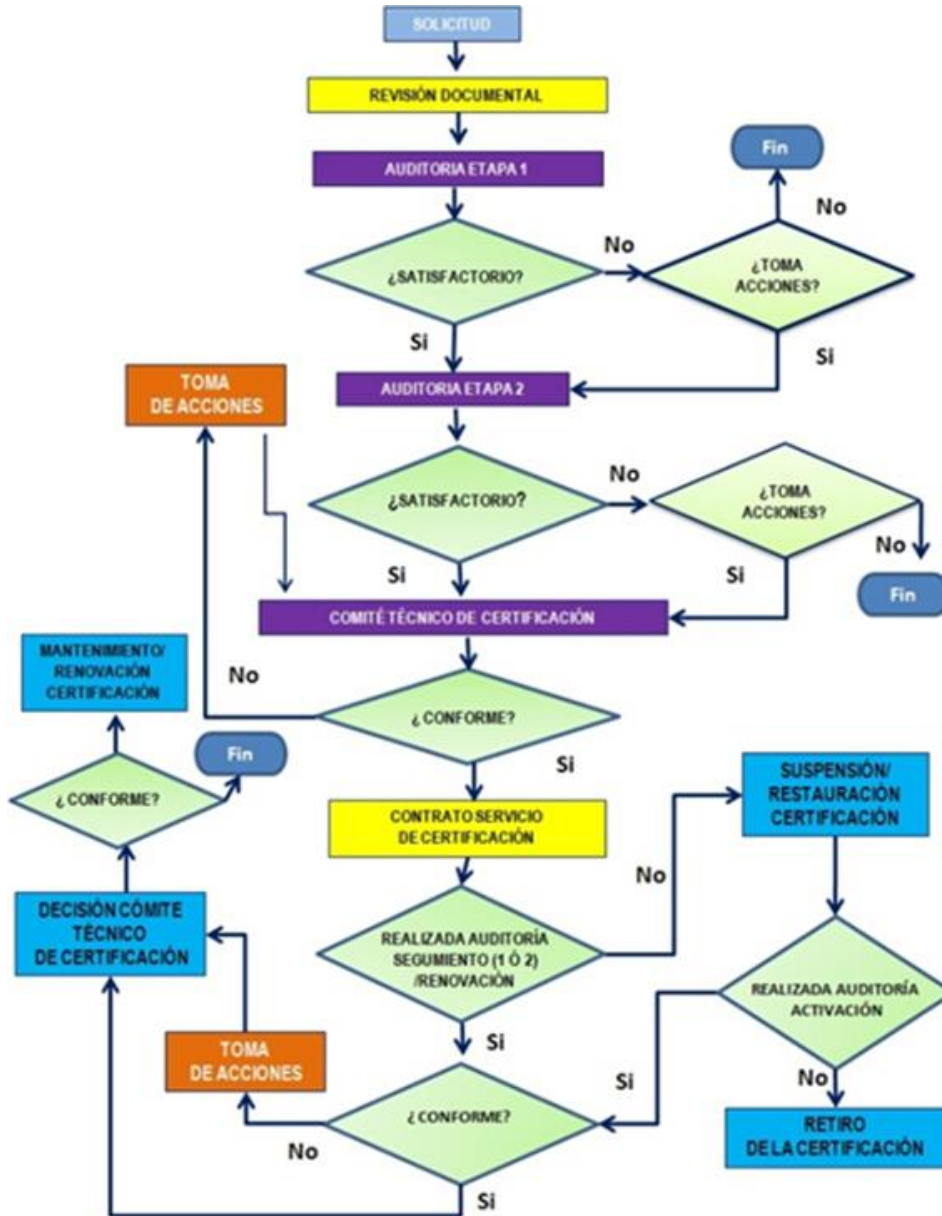 SOLICITUD
REVISIÓN DOCUMENTAL
AUDITORIA ETAPA 1
Fin
No
¿SATISFACTORIO?
No
¿TOMA
ACCIONES?
Si
Si
TOMA
DE ACCIONES
AUDITORIA ETAPA 2
¿SATISFACTORIO?
No
¿TOMA
ACCIONES?
No
Si
Si
Fin
COMITÉ TÉCNICO DE CERTIFICACIÓN
MANTENIMIENTO/
RENOVACIÓN
CERTIFICACIÓN
No
¿ CONFORME?
Si
Fin
¿ CONFORME?
CONTRATO SERVICIO
DE CERTIFICACIÓN
SUSPENSIÓN/
RESTAURACIÓN
CERTIFICACIÓN
No
DECISIÓN CÓMITE
TÉCNICO
DE CERTIFICACIÓN
REALIZADA AUDITORÍA
SEGUMIENTO (1 Ò 2)
/RENOVACIÓN
REALIZADA AUDITORÍA
ACTIVACIÓN
Si
TOMA
DE ACCIONES
Si
No
¿ CONFORME?
No
RETIRO
DE LA CERTIFICACIÓN
Si